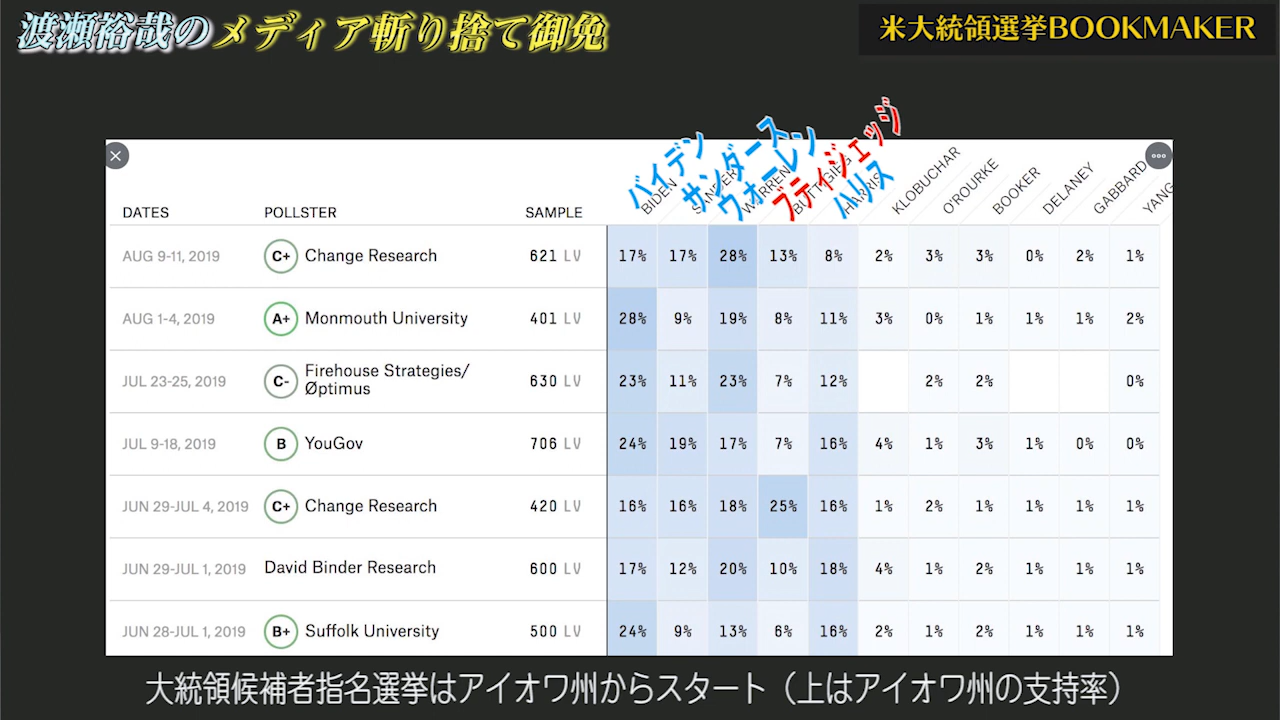 渡瀬裕哉のメディア斬り捨て御免
米大統領選挙BOOKMAKER
バイデン サンダース ウォーレン ブティジェッジ ハリス
DATES POLLSTER SAMPLE BIDEN SANDERS WARREN BUTTIGIEG HARRIS KLOBUCHAR O'ROURKE BOOKER DELANEY GABBARD YANG
AUG 9-11, 2019 C+ Change Research 621 LV 17% 17% 28% 13% 8% 2% 3% 3% 0% 2% 1%
AUG 1-4, 2019 A+ Monmouth University 401 LV 28% 9% 19% 8% 11% 3% 0% 1% 1% 1% 2%
JUL 23-25, 2019 C- Firehouse Strategies/
Øptimus 630 LV 23% 11% 23% 7% 12% 2% 2% 0%
JUL 9-18, 2019 B YouGov 706 LV 24% 19% 17% 7% 16% 4% 1% 3% 1% 0% 0%
JUN 29-JUL 4, 2019 C+ Change Research 420 LV 16% 16% 18% 25% 16% 1% 2% 1% 1% 1% 1%
JUN 29-JUL 1, 2019 David Binder Research 600 LV 17% 12% 20% 10% 18% 4% 1% 2% 1% 1% 1%
JUN 28-JUL 1, 2019 B+ Suffolk University 500 LV 24% 9% 13% 6% 16% 2% 1% 2% 1% 1% 1%
大統領候補者指名選挙はアイオワ州からスタート（上はアイオワ州の支持率）